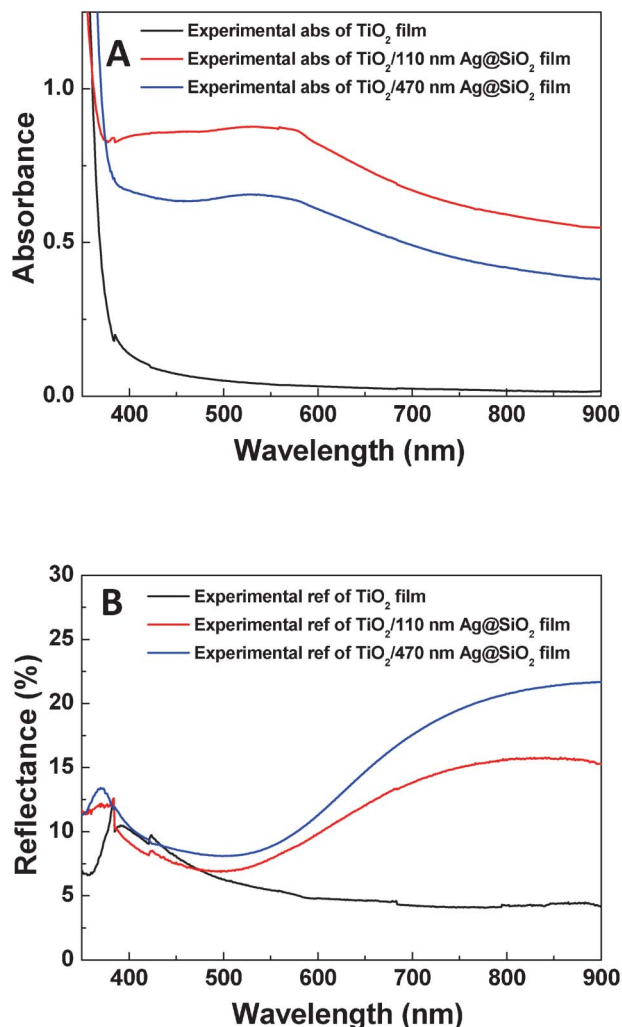 A
Experimental abs of TiO₂ film
Experimental abs of TiO₂/110 nm Ag@SiO₂ film
Experimental abs of TiO₂/470 nm Ag@SiO₂ film
1.0
0.5
0.0
Absorbance
400 500 600 700 800 900
Wavelength (nm)
B
Experimental ref of TiO₂ film
Experimental ref of TiO₂/110 nm Ag@SiO₂ film
Experimental ref of TiO₂/470 nm Ag@SiO₂ film
30
25
20
15
10
5
0
Reflectance (%)
400 500 600 700 800 900
Wavelength (nm)